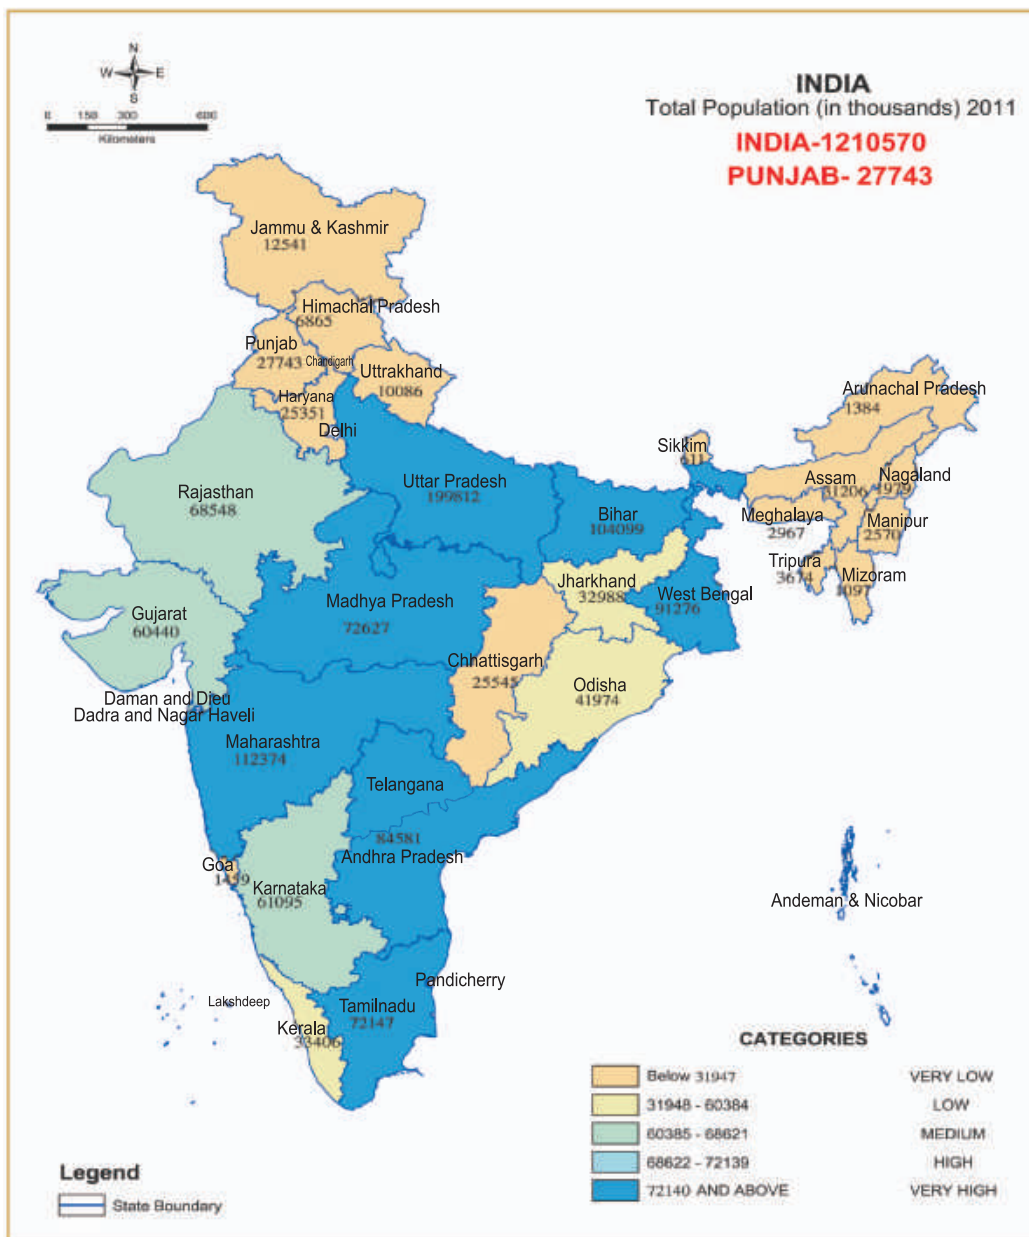 N
W E
S
0 150 300 600
Kilometers
INDIA
Total Population (in thousands) 2011
INDIA-1210570
PUNJAB- 27743
Jammu & Kashmir
12541
Himachal Pradesh
6865
Punjab
27743
Chandigarh
Uttrakhand
10086
Haryana
25351
Delhi
Arunachal Pradesh
1384
Sikkim
611
Assam
31206
Nagaland
1979
Rajasthan
68548
Uttar Pradesh
199812
Bihar
104099
Meghalaya
2967
Manipur
2570
Tripura
3674
Mizoram
1097
Jharkhand
32988
West Bengal
91276
Madhya Pradesh
72627
Gujarat
60440
Chhattisgarh
25545
Odisha
41974
Daman and Dieu
Dadra and Nagar Haveli
Maharashtra
112374
Telangana
84581
Andhra Pradesh
Goa
1459
Karnataka
61095
Andeman & Nicobar
Pandicherry
Lakshdeep
Tamilnadu
72147
Kerala
33406
CATEGORIES
Below 31947 VERY LOW
31948 - 60384 LOW
60385 - 68621 MEDIUM
68622 - 72139 HIGH
72140 AND ABOVE VERY HIGH
Legend
State Boundary